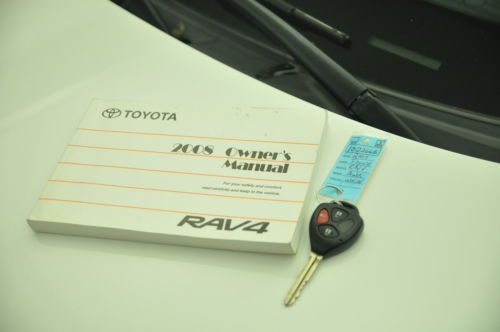 TOYOTA
2008 Owner's
Manual
For your safety and comfort,
read carefully and keep in the vehicle.
RAV4